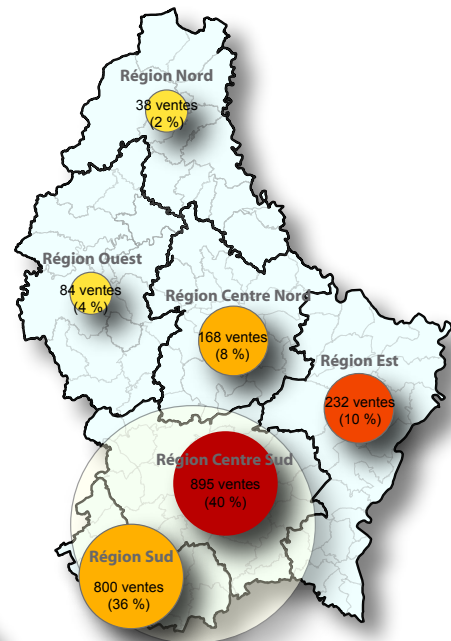 Région Nord
38 ventes
(2 %)
Région Ouest
84 ventes
(4 %)
Région Centre Nord
168 ventes
(8 %)
Région Est
232 ventes
(10 %)
Région Centre Sud
895 ventes
(40 %)
Région Sud
800 ventes
(36 %)